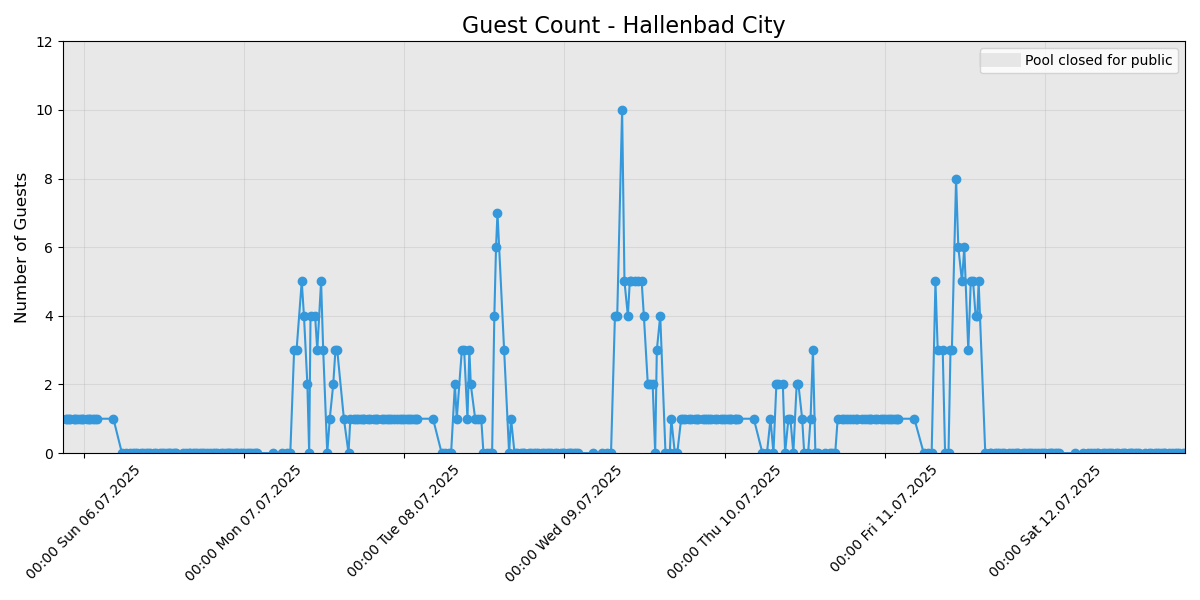 Guest Count - Hallenbad City
Pool closed for public
Number of Guests
12
10
8
6
4
2
0
00:00 Sun 06.07.2025
00:00 Mon 07.07.2025
00:00 Tue 08.07.2025
00:00 Wed 09.07.2025
00:00 Thu 10.07.2025
00:00 Fri 11.07.2025
00:00 Sat 12.07.2025